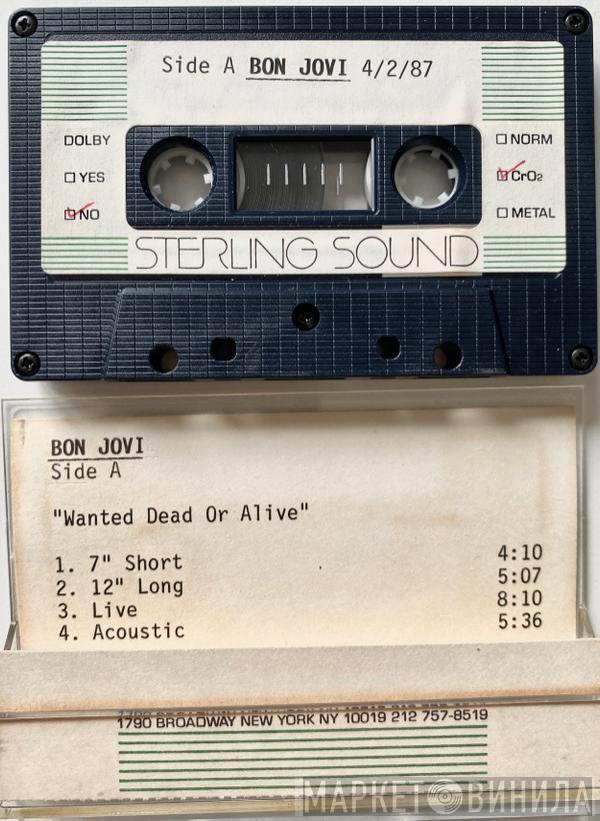 Side A BON JOVI 4/2/87
DOLBY
YES
NO
NORM
CrO2
METAL
STERLING SOUND
BON JOVI
Side A
"Wanted Dead Or Alive"
1. 7" Short 4:10
2. 12" Long 5:07
3. Live 8:10
4. Acoustic 5:36
1790 BROADWAY NEW YORK NY 10019 212 757-8519
МАРКЕТ ВИНИЛА